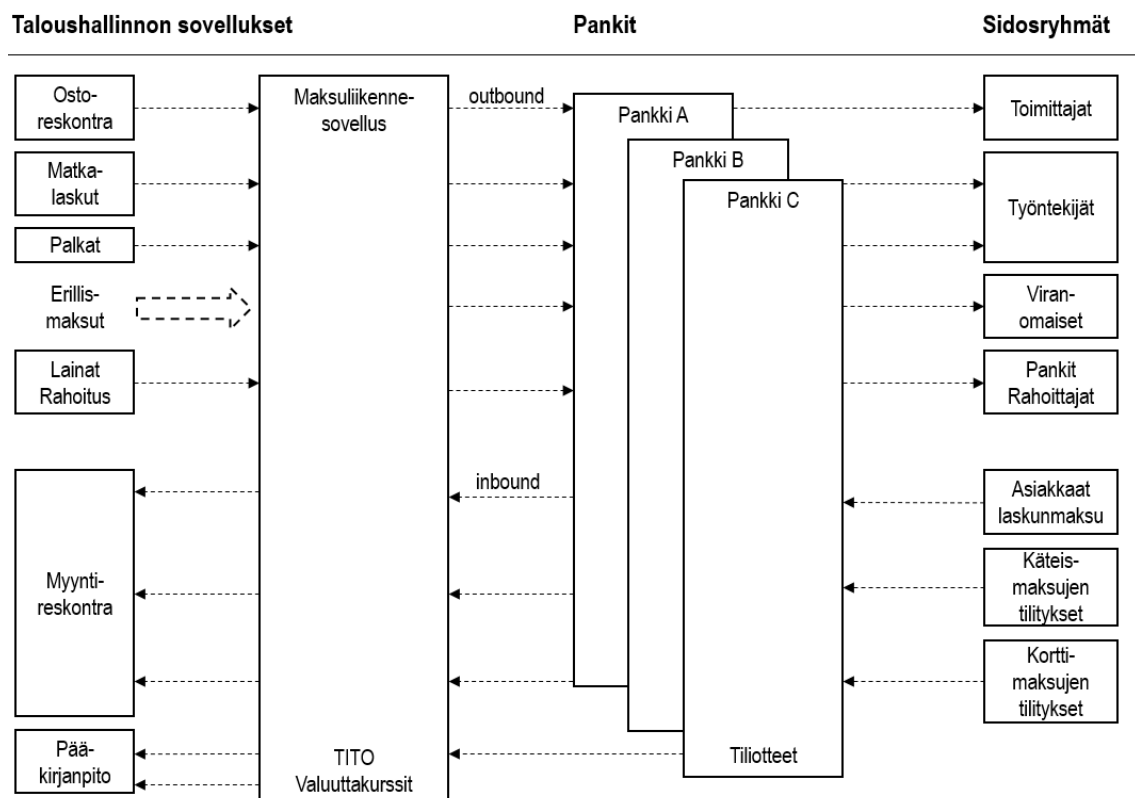 Taloushallinnon sovellukset
Pankit
Sidosryhmät
Osto-
reskontra
Matka-
laskut
Palkat
Erillis-
maksut
Lainat
Rahoitus
Myynti-
reskontra
Pää-
kirjanpito
Maksuliikenne-
sovellus
TITO
Valuuttakurssit
outbound
inbound
Pankki A
Pankki B
Pankki C
Tiliotteet
Toimittajat
Työntekijät
Viran-
omaiset
Pankit
Rahoittajat
Asiakkaat
laskunmaksu
Käteis-
maksujen
tilitykset
Kortti-
maksujen
tilitykset